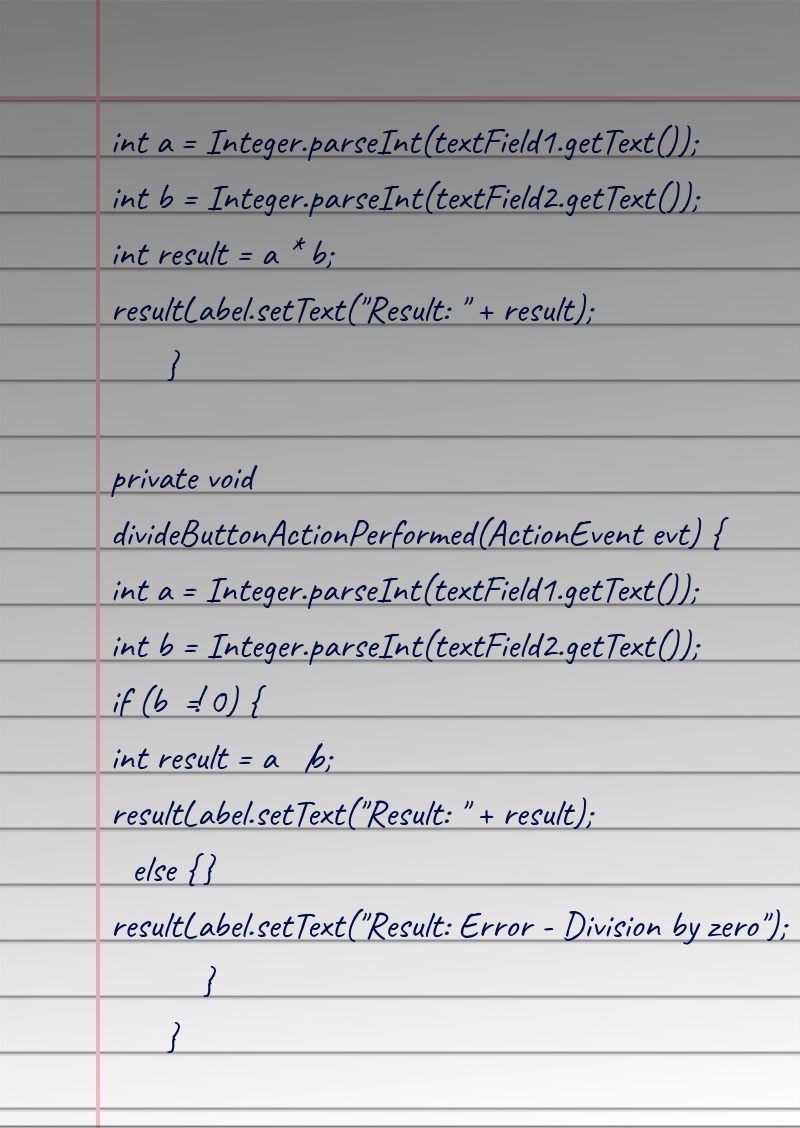 int a = Integer.parseInt(textField1.getText());
int b = Integer.parseInt(textField2.getText());
int result = a * b;
resultLabel.setText("Result: " + result);
}
private void
divideButtonActionPerformed(ActionEvent evt) {
int a = Integer.parseInt(textField1.getText());
int b = Integer.parseInt(textField2.getText());
if (b =! 0) {
int result = a /b;
resultLabel.setText("Result: " + result);
else {}
resultLabel.setText("Result: Error - Division by zero");
}
}